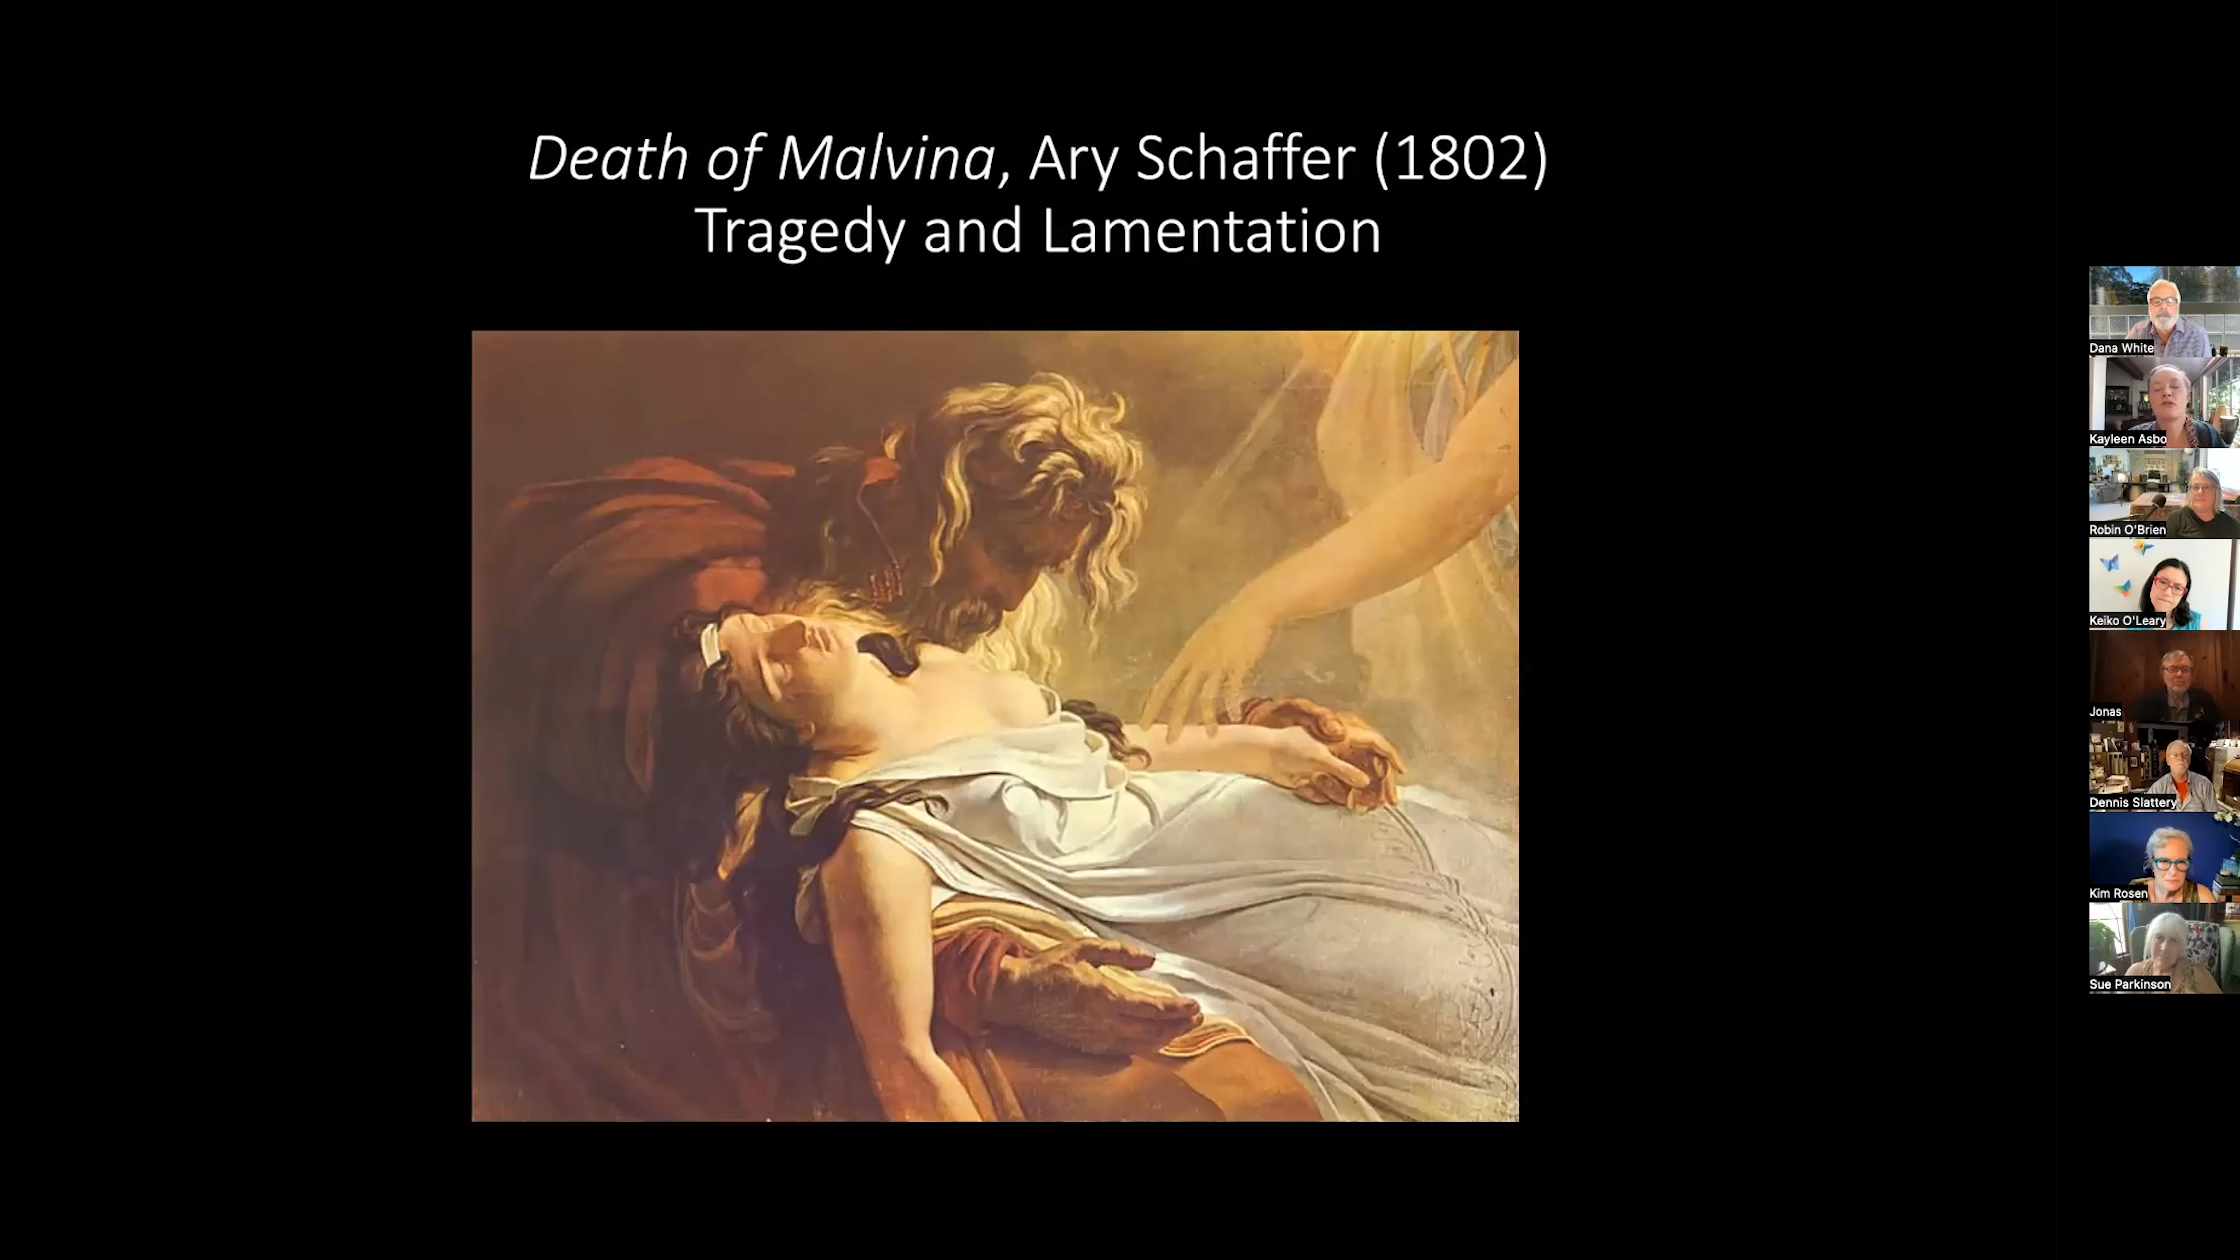 Death of Malvina, Ary Schaffer (1802)
Tragedy and Lamentation
Dana White
Kayleen Asbo
Robin O'Brien
Keiko O'Leary
Jonas
Dennis Slattery
Kim Rosen
Sue Parkinson